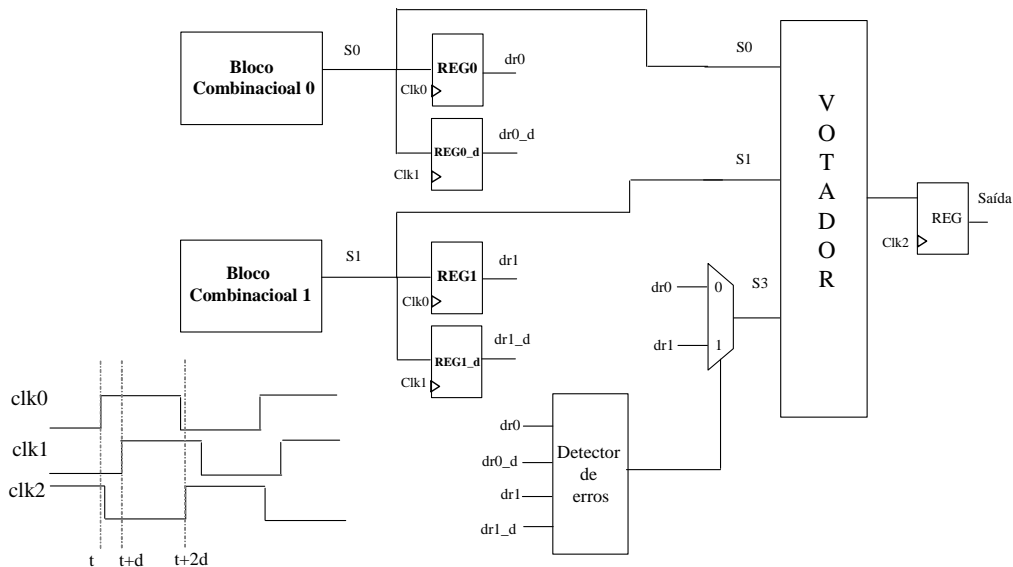 Bloco
Combinacioal 0
S0
REG0
Clk0
dr0
REG0_d
Clk1
dr0_d
S0
S1
V
O
T
A
D
O
R
Saída
REG
Clk2
Bloco
Combinacioal 1
S1
REG1
Clk0
dr1
REG1_d
Clk1
dr1_d
dr0
0
S3
dr1
1
clk0
clk1
clk2
t
t+d
t+2d
dr0
dr0_d
dr1
dr1_d
Detector
de
erros